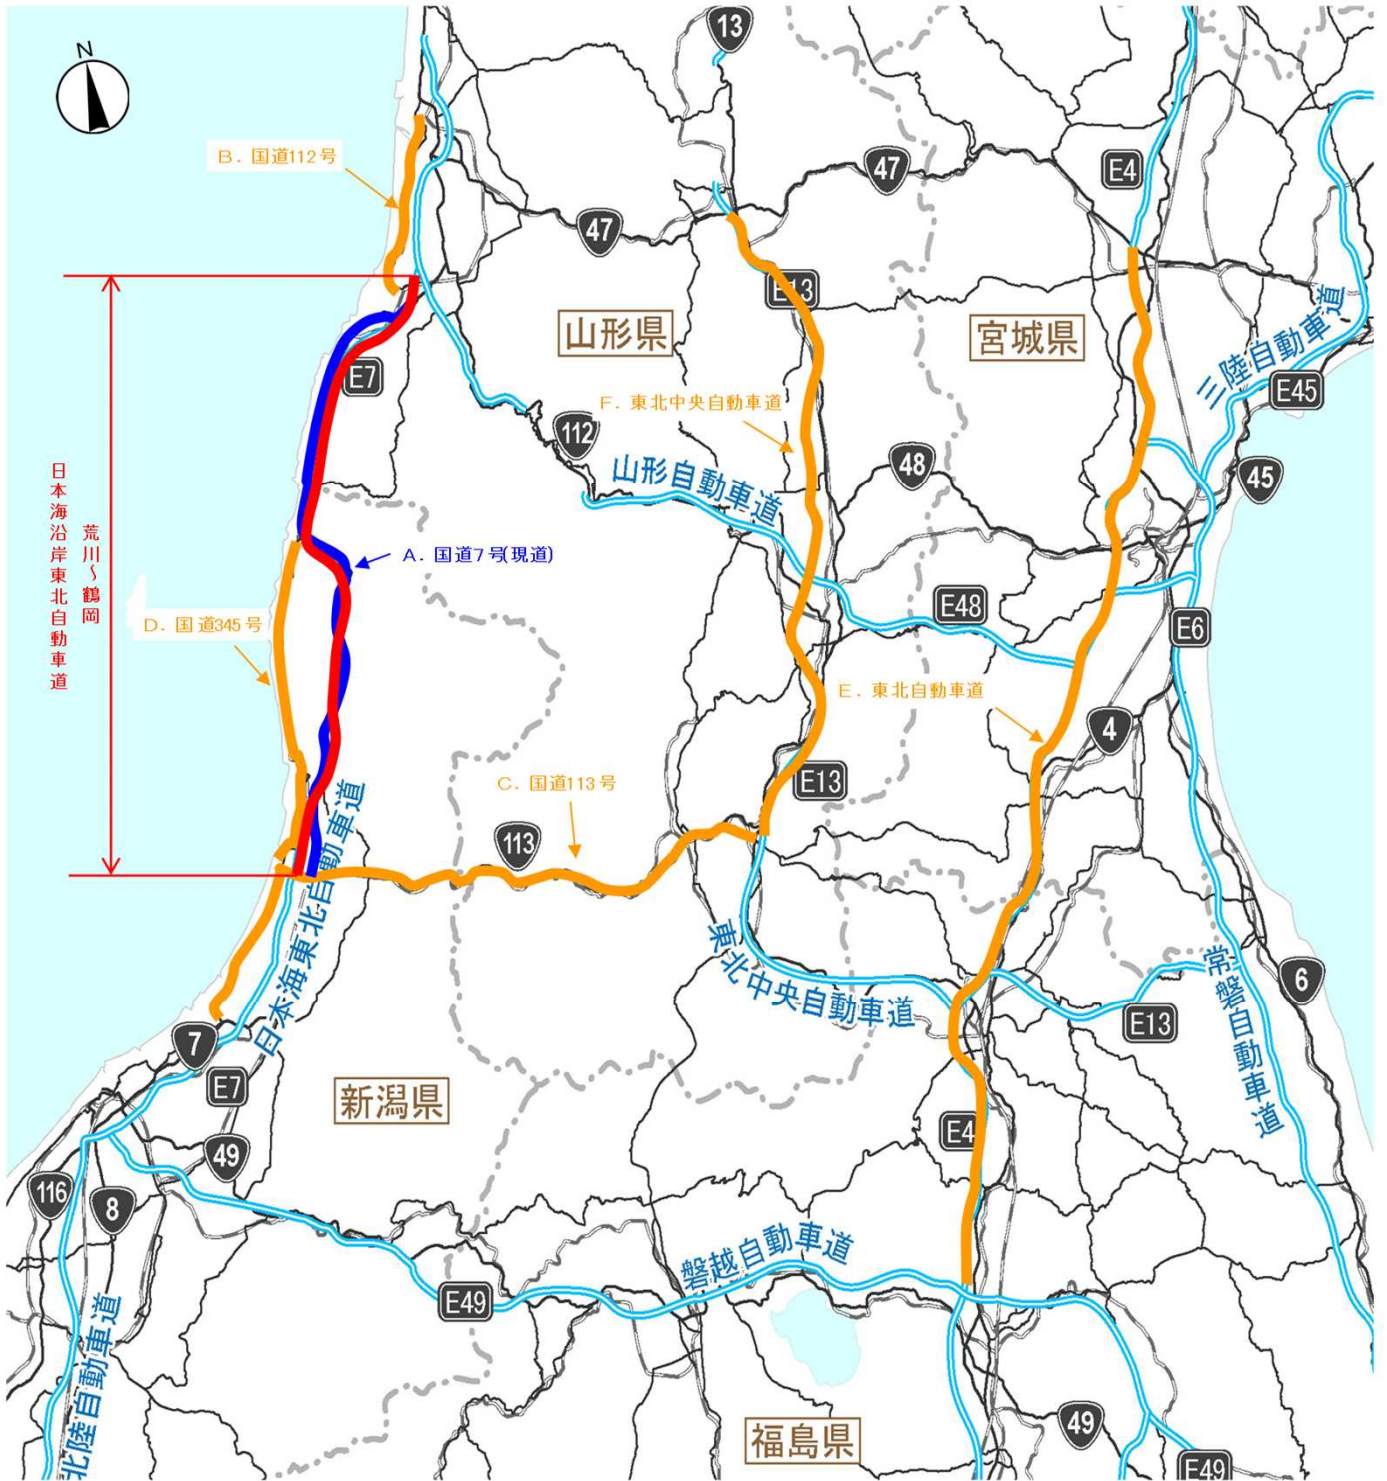 N
13
B．国道112号
47
E4
47
E13
山形県
宮城県
三陸自動車道
E7
E45
F．東北中央自動車道
112
48
45
山形自動車道
日本海沿岸東北自動車道
荒川～鶴岡
A．国道7号(現道)
E48
D．国道345号
E6
E．東北自動車道
4
C．国道113号
E13
113
日本海東北自動車道
東北中央自動車道
常磐自動車道
6
E13
7
E7
新潟県
E4
49
116
8
磐越自動車道
E49
北陸自動車道
福島県
49
E49